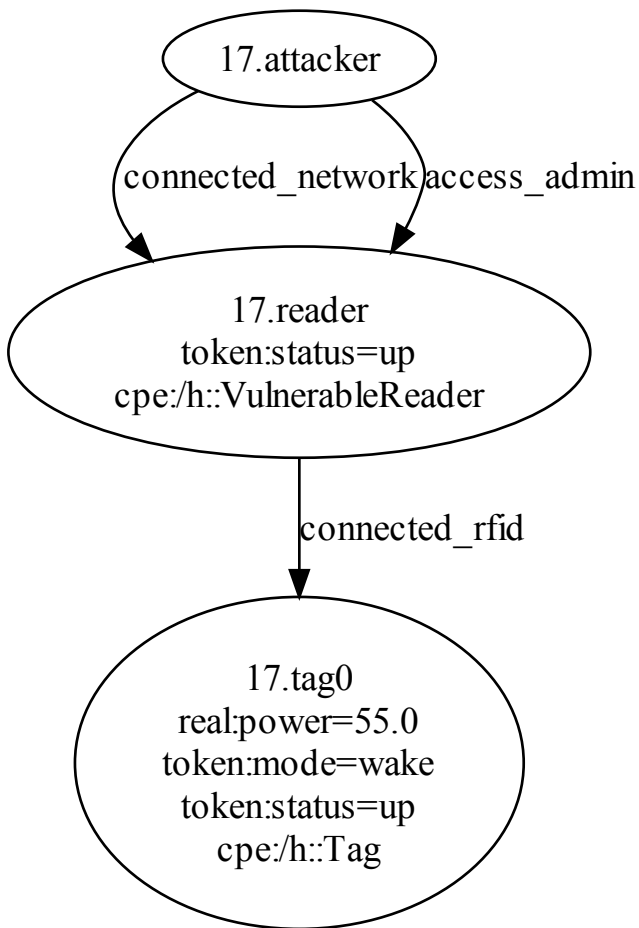 17.attacker
connected_network access_admin
17.reader
token:status=up
cpe:/h::VulnerableReader
connected_rfid
17.tag0
real:power=55.0
token:mode=wake
token:status=up
cpe:/h::Tag